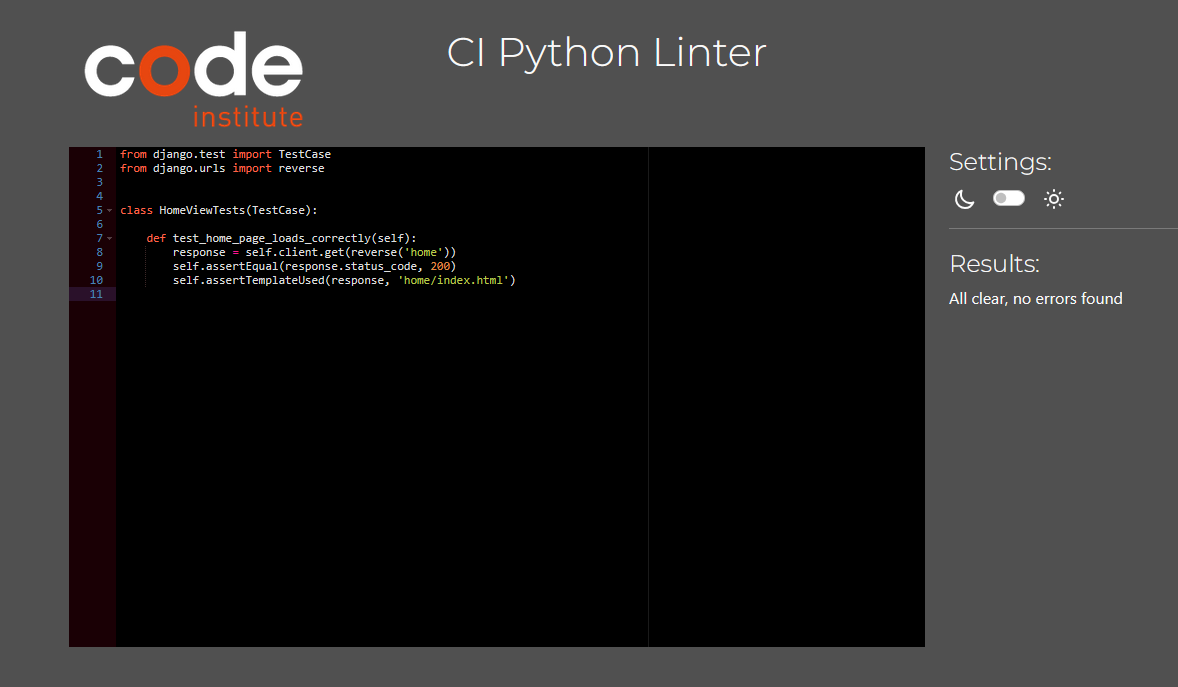 code
institute
CI Python Linter
1 from django.test import TestCase
2 from django.urls import reverse
3
4
5 class HomeViewTests(TestCase):
6
7     def test_home_page_loads_correctly(self):
8         response = self.client.get(reverse('home'))
9         self.assertEqual(response.status_code, 200)
10         self.assertTemplateUsed(response, 'home/index.html')
11
Settings:
Results:
All clear, no errors found